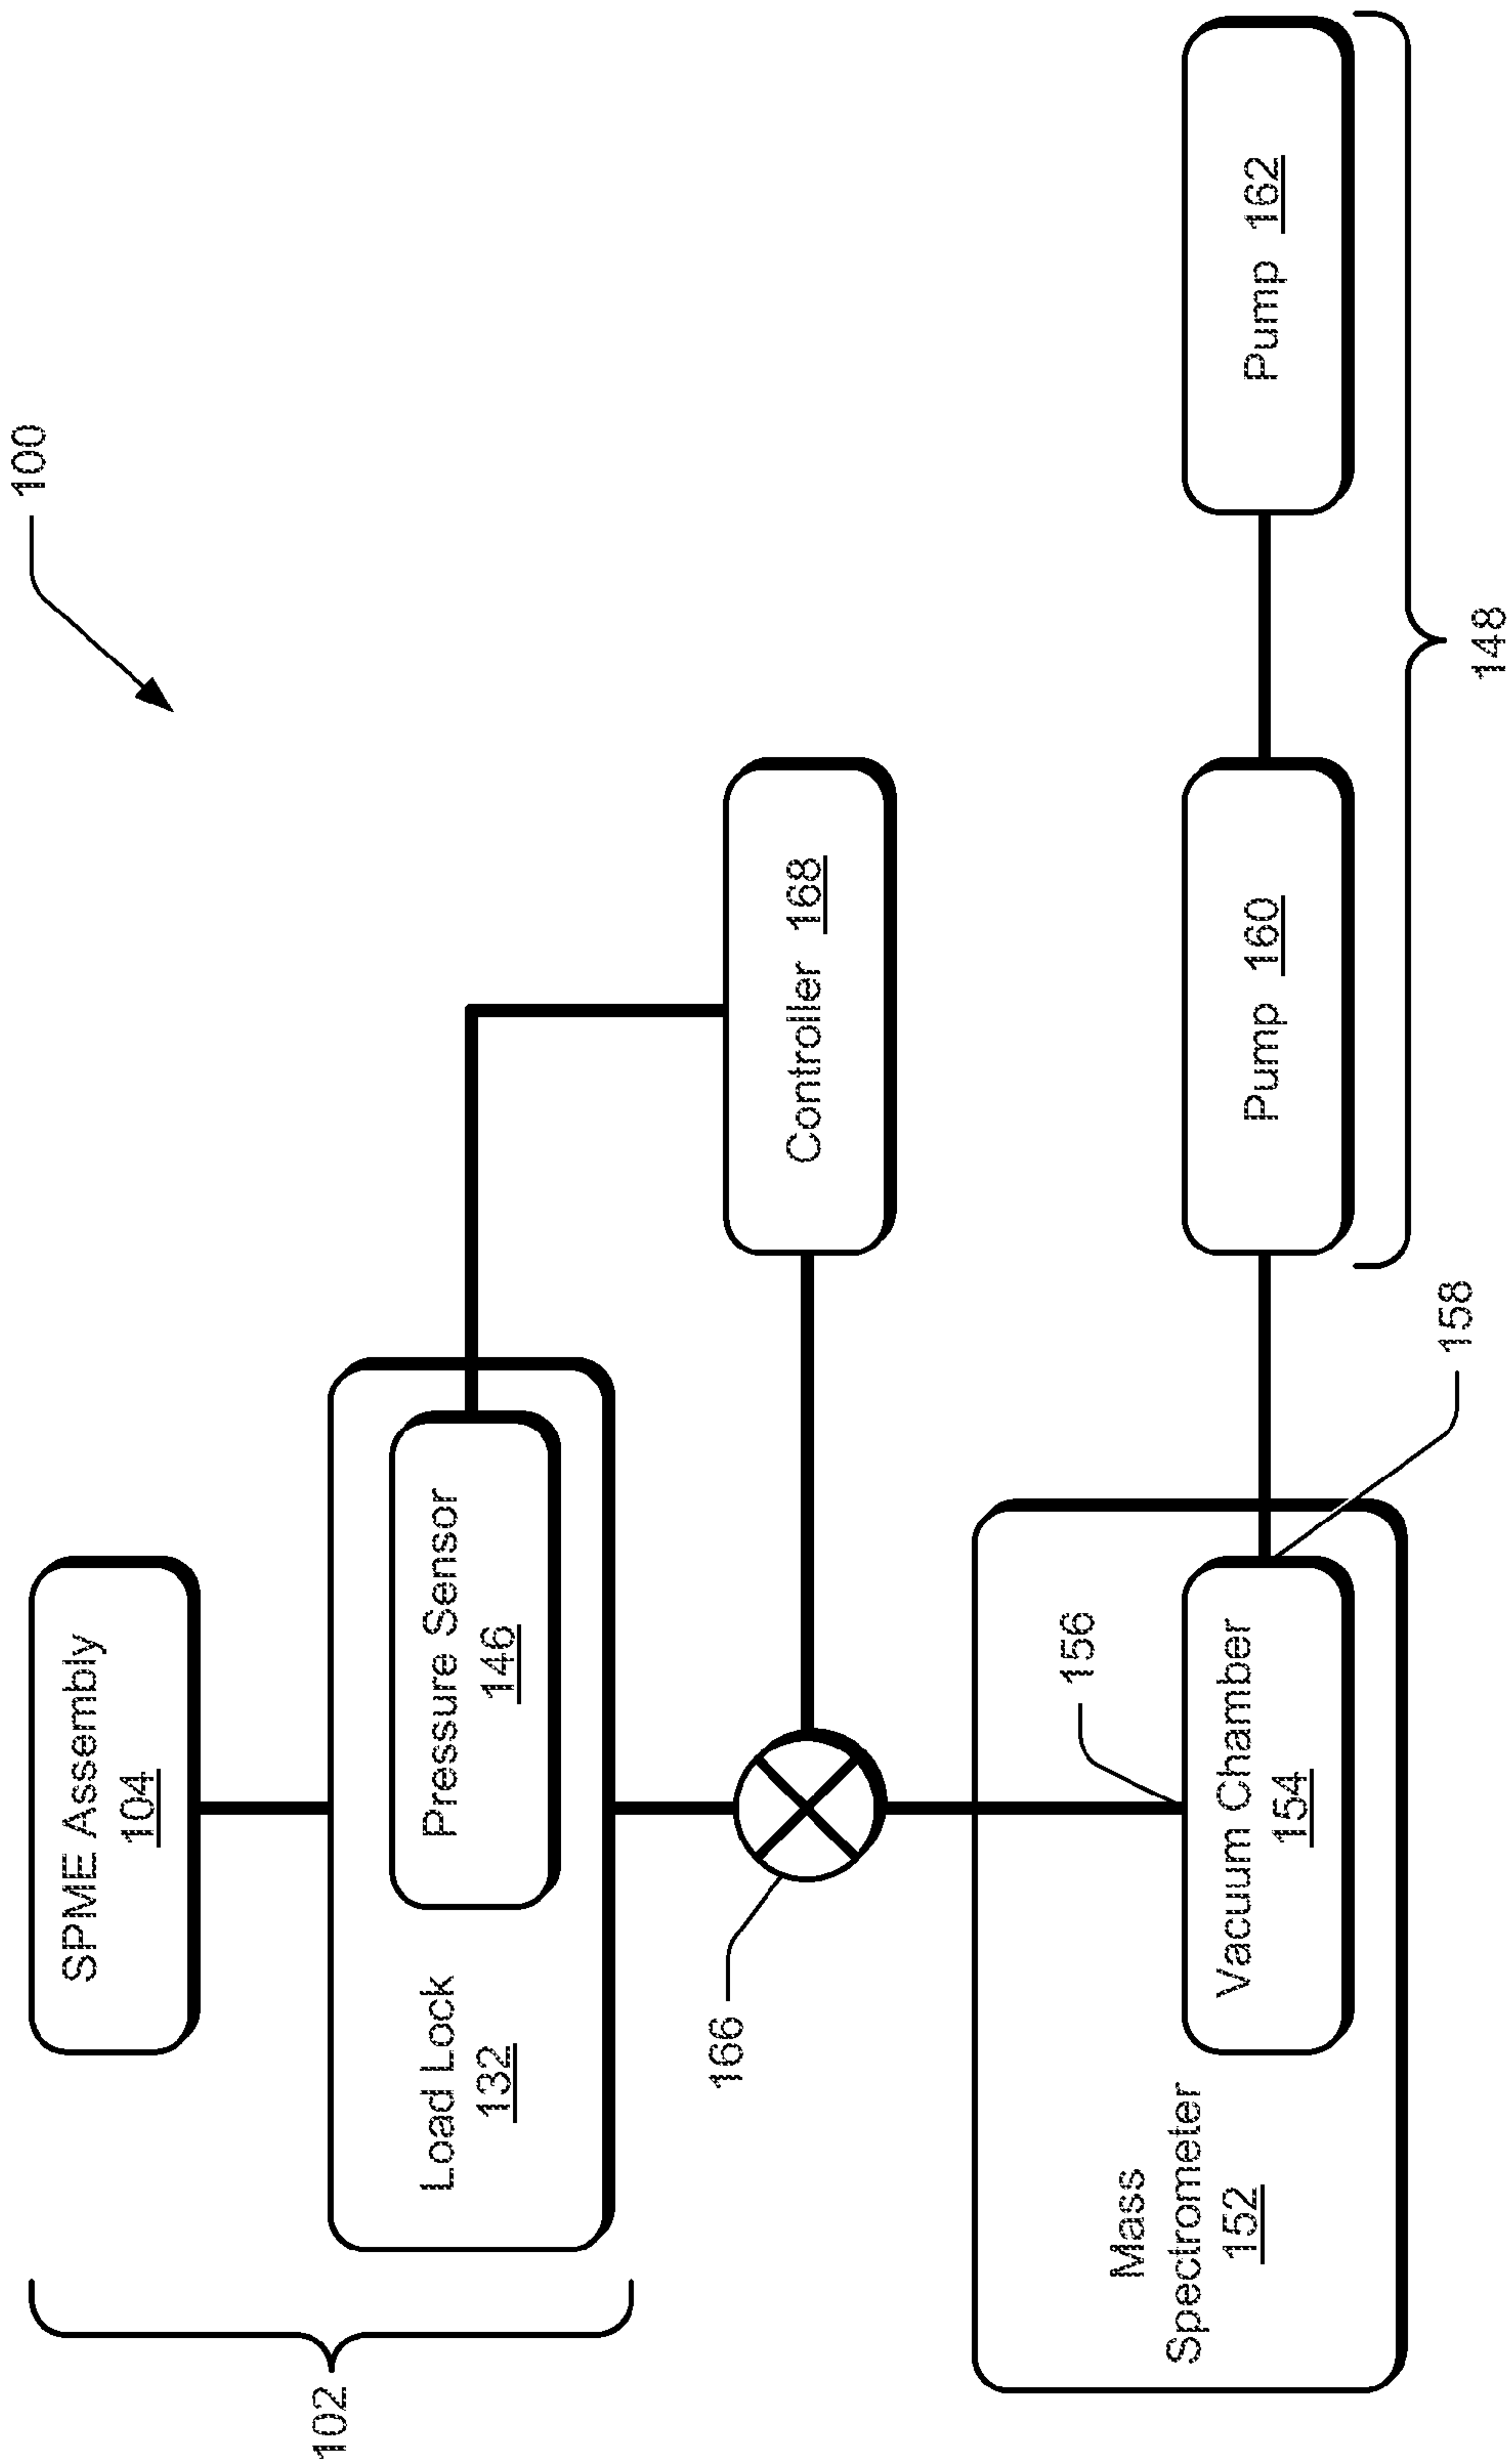 100
102
SPME Assembly
104
Load Lock
132
Pressure Sensor
146
166
Controller 168
Mass
Spectrometer
152
156
Vacuum Chamber
154
158
Pump 160
Pump 162
148